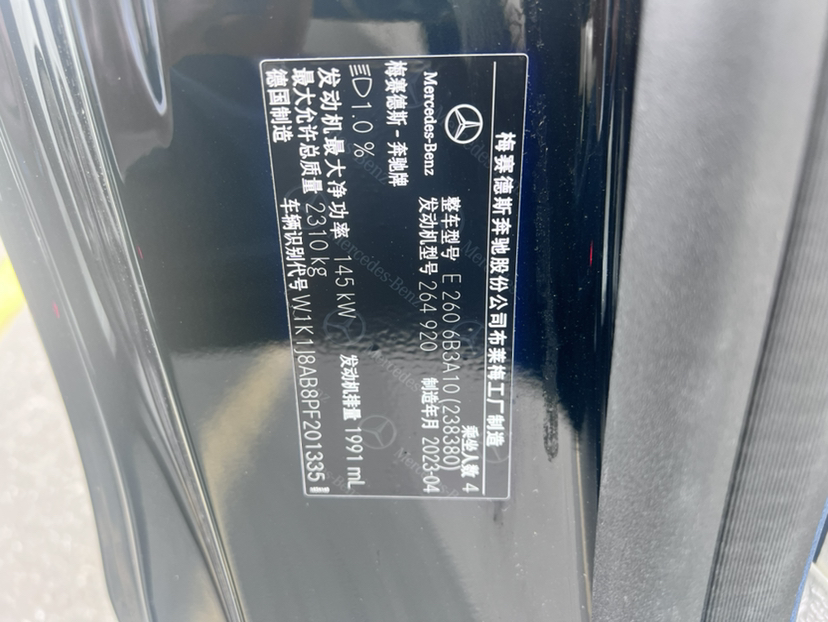 梅赛德斯奔驰股份公司布莱梅工厂制造
Mercedes-Benz
梅赛德斯-奔驰牌
整车型号 E 260 6B3A10 (238380)
乘坐人数 4
发动机型号 264 920
制造年月 2023-04
1.0 %
发动机最大净功率 145 kW
发动机排量 1991 mL
最大允许总质量 2310 kg
德国制造
车辆识别代号 W1K1J8AB8PF201335